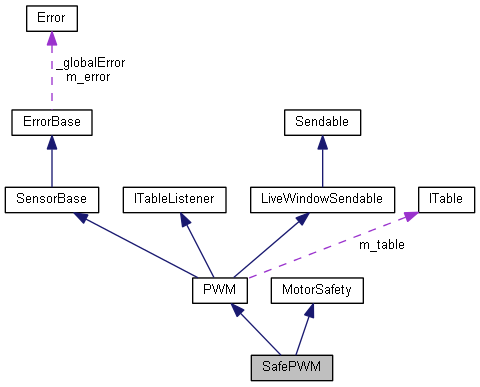 Error
_globalError
m_error
ErrorBase
Sendable
SensorBase
ITableListener
LiveWindowSendable
ITable
m_table
PWM
MotorSafety
SafePWM